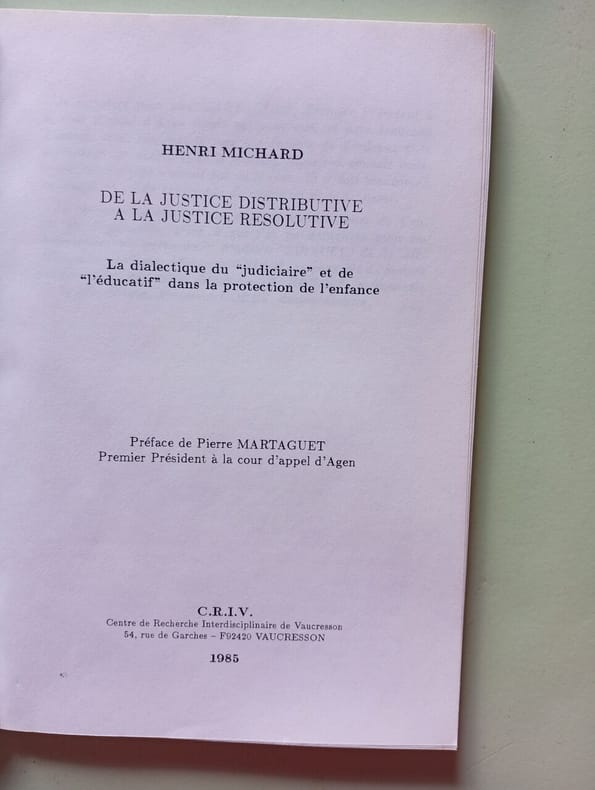 HENRI MICHARD
DE LA JUSTICE DISTRIBUTIVE
A LA JUSTICE RESOLUTIVE
La dialectique du “judiciaire” et de
“l’éducatif” dans la protection de l’enfance
Préface de Pierre MARTAGUET
Premier Président à la cour d’appel d’Agen
C.R.I.V.
Centre de Recherche Interdisciplinaire de Vaucresson
54, rue de Garches – F92420 VAUCRESSON
1985